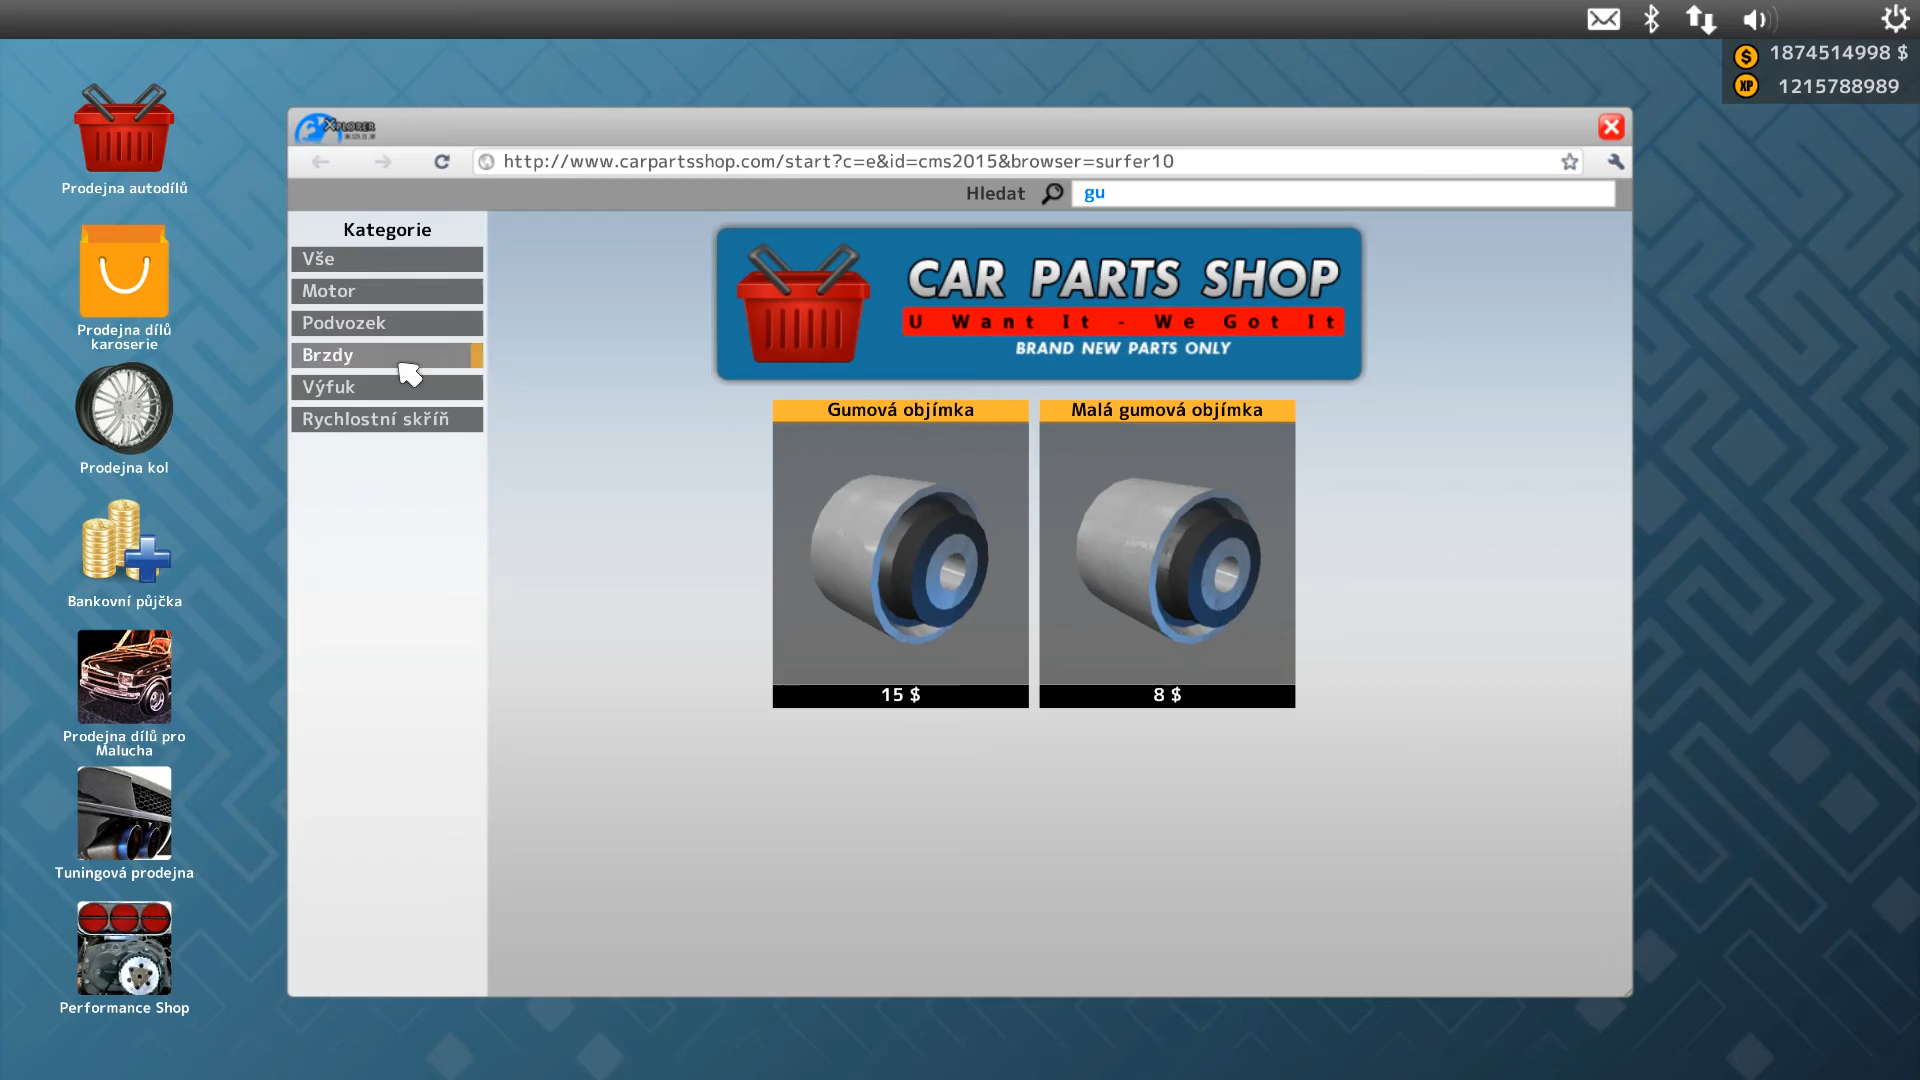 1874514998 $
XP
1215788989
Prodejna autodílů
Prodejna dílů
karoserie
Prodejna kol
Bankovní půjčka
Prodejna dílů pro
Malucha
Tuningová prodejna
Performance Shop
XPLORER
http://www.carpartsshop.com/start?c=e&id=cms2015&browser=surfer10
Hledat
gu
Kategorie
Vše
Motor
Podvozek
Brzdy
Výfuk
Rychlostní skříň
CAR PARTS SHOP
U Want It - We Got It
BRAND NEW PARTS ONLY
Gumová objímka
15 $
Malá gumová objímka
8 $